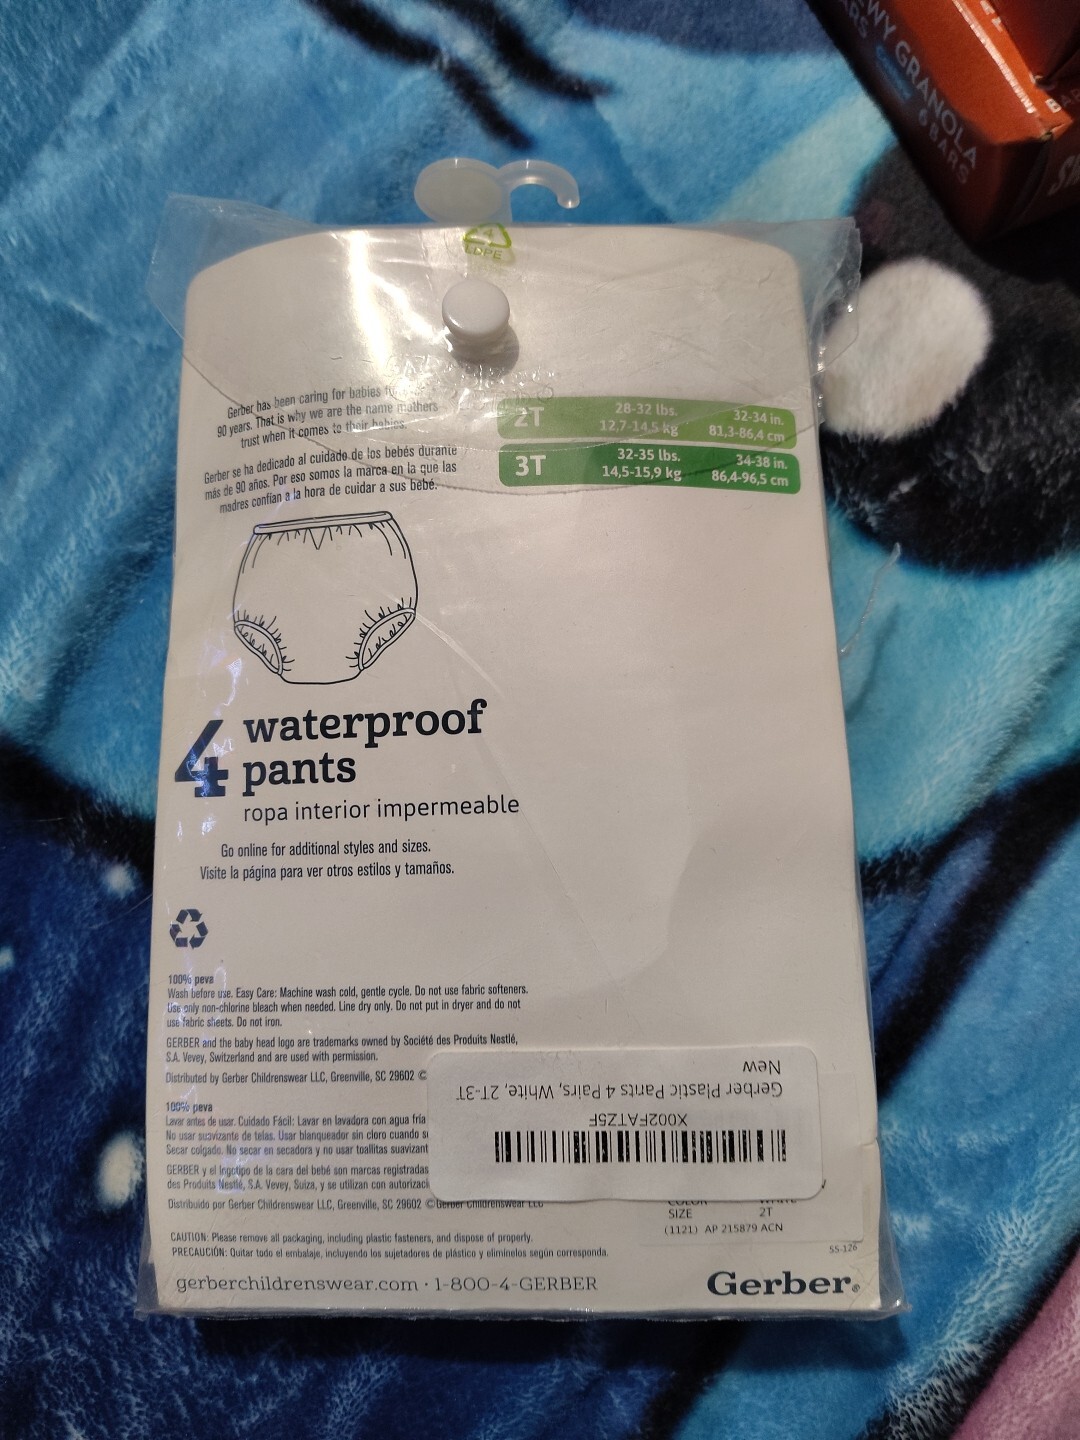 WY GRANOLA
6 BARS
4
LDPE
Gerber has been caring for babies
90 years. That is why we are the name mothers
trust when it comes to their babies.
Gerber se ha dedicado al cuidado de los bebés durante
más de 90 años. Por eso somos la marca en la que las
madres confían a la hora de cuidar a sus bebé.
2T 28-32 lbs. 32-34 in.
12,7-14,5 kg 81,3-86,4 cm
3T 32-35 lbs. 34-38 in.
14,5-15,9 kg 86,4-96,5 cm
4 waterproof
pants
ropa interior impermeable
Go online for additional styles and sizes.
Visite la página para ver otros estilos y tamaños.
100% peva
Wash before use. Easy Care: Machine wash cold, gentle cycle. Do not use fabric softeners.
Use only non-chlorine bleach when needed. Line dry only. Do not put in dryer and do not
use fabric sheets. Do not iron.
GERBER and the baby head logo are trademarks owned by Société des Produits Nestlé,
S.A. Vevey, Switzerland and are used with permission.
Distributed by Gerber Childrenswear LLC, Greenville, SC 29602 ©
100% peva
Lavar antes de usar. Cuidado Fácil: Lavar en lavadora con agua fría
No usar suavizante de telas. Usar blanqueador sin cloro cuando
Secar colgado. No secar en secadora y no usar toallitas suavizant
GERBER y el logotipo de la cara del bebé son marcas registradas
des Produits Nestlé, S.A. Vevey, Suiza, y se utilizan con autorizaci
Distribuido por Gerber Childrenswear LLC, Greenville, SC 29602 © Gerber Childrenswear LLC
X002FATZ5F
Gerber Plastic Pants 4 Pairs, White, 2T-3T
New
COLOR WHITE
SIZE 2T
(1121) AP 215879 ACN
CAUTION: Please remove all packaging, including plastic fasteners, and dispose of properly.
PRECAUCIÓN: Quitar todo el embalaje, incluyendo los sujetadores de plástico y elimínelos según corresponda.
SS-126
gerberchildrenswear.com · 1-800-4-GERBER
Gerber®